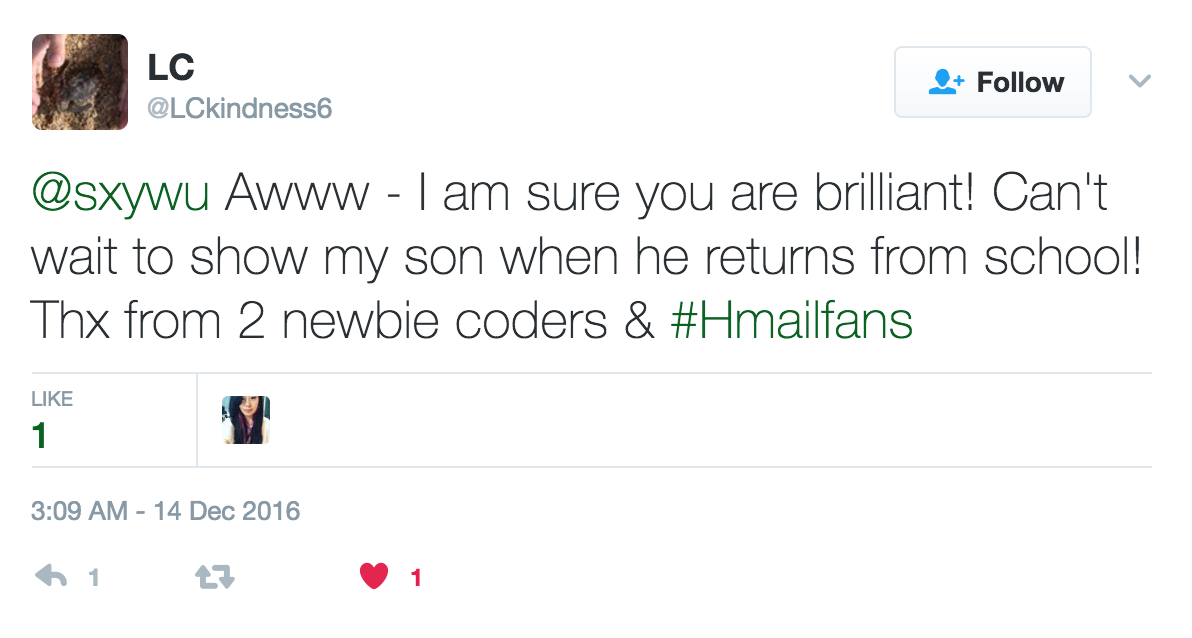 LC
@LCkindness6
Follow
@sxywu Awww - I am sure you are brilliant! Can't
wait to show my son when he returns from school!
Thx from 2 newbie coders & #Hmailfans
LIKE
1
3:09 AM - 14 Dec 2016
1
1